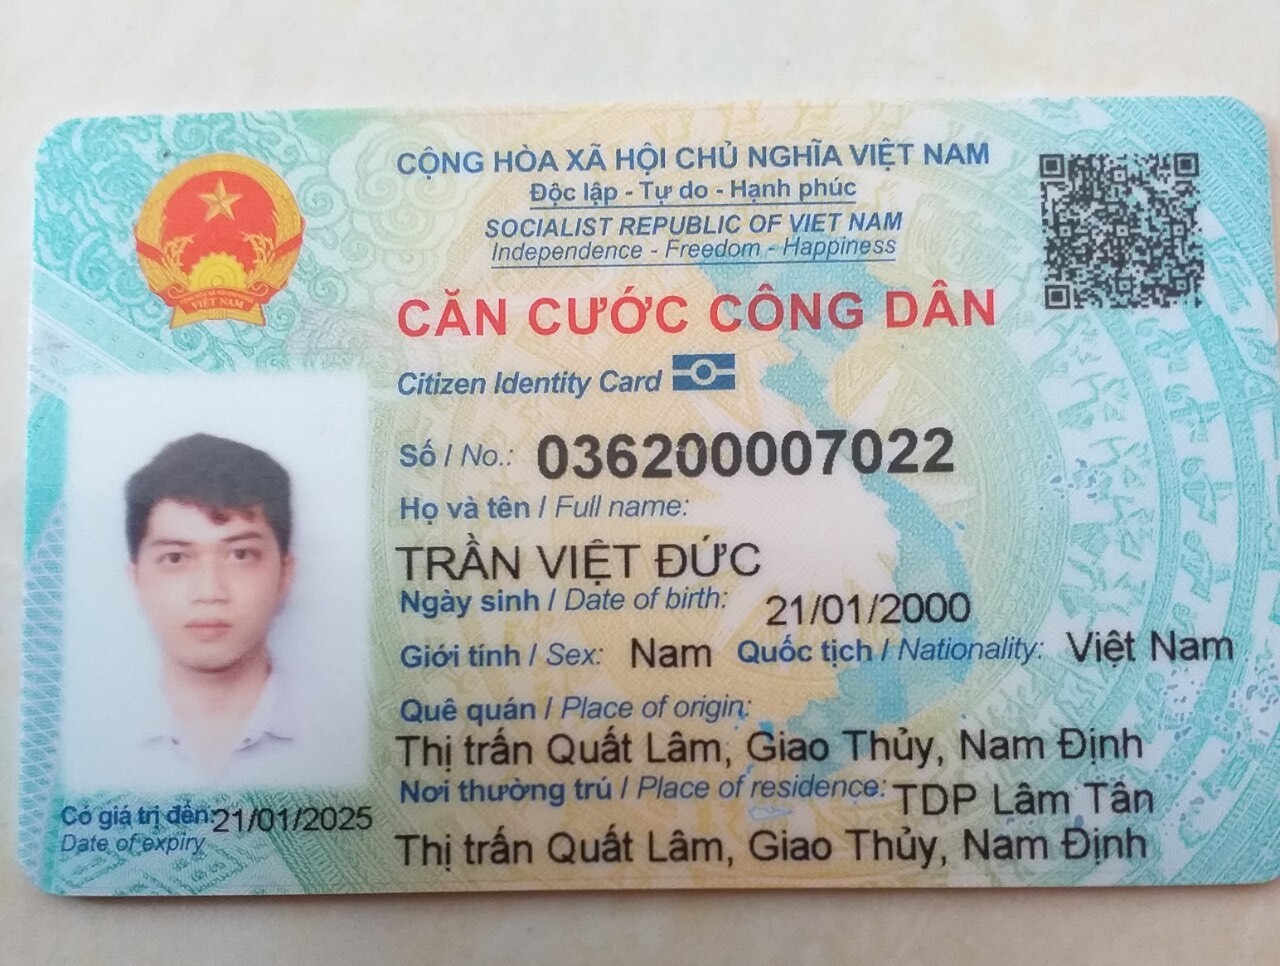 CỘNG HÒA XÃ HỘI CHỦ NGHĨA VIỆT NAM
Độc lập - Tự do - Hạnh phúc
SOCIALIST REPUBLIC OF VIET NAM
Independence - Freedom - Happiness
CĂN CƯỚC CÔNG DÂN
Citizen Identity Card
Số / No.: 036200007022
Họ và tên / Full name:
TRẦN VIỆT ĐỨC
Ngày sinh / Date of birth: 21/01/2000
Giới tính / Sex: Nam Quốc tịch / Nationality: Việt Nam
Quê quán / Place of origin:
Thị trấn Quất Lâm, Giao Thủy, Nam Định
Nơi thường trú / Place of residence: TDP Lâm Tân
Thị trấn Quất Lâm, Giao Thủy, Nam Định
Có giá trị đến: 21/01/2025
Date of expiry
VIỆT NAM